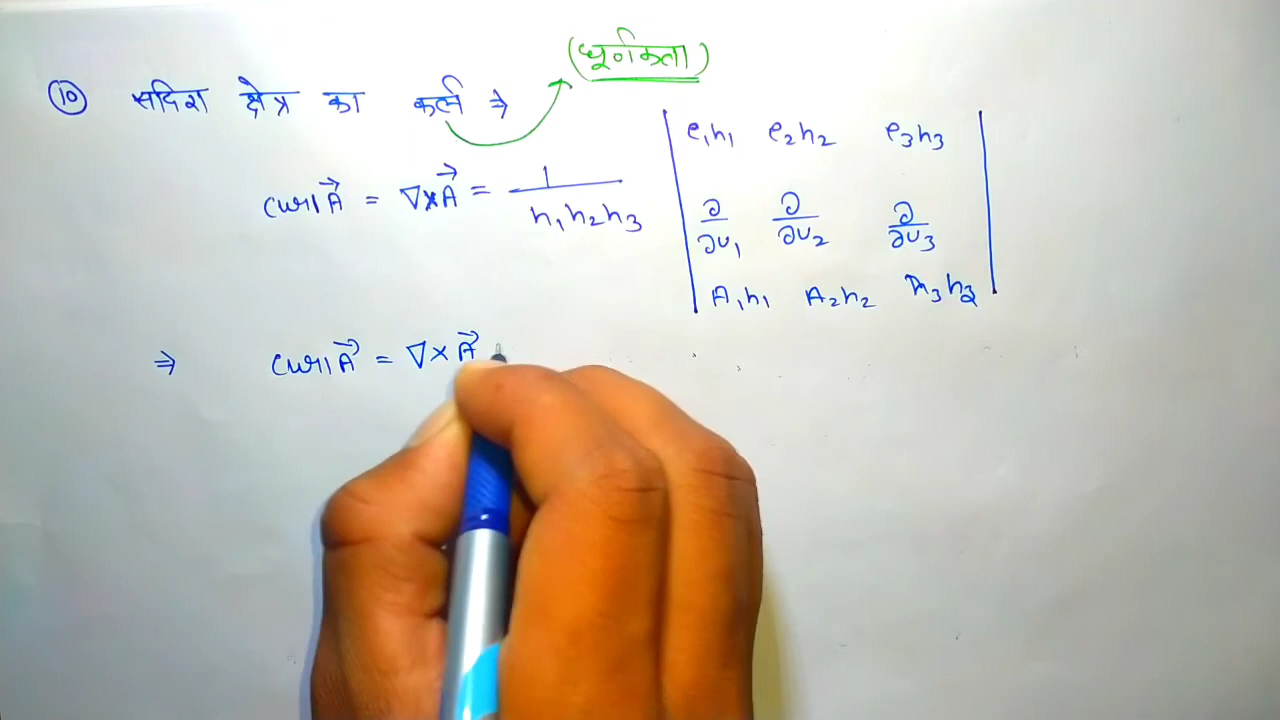 (घूर्णकता)
(10) सदिश क्षेत्र का कर्ल ⇒
curl A⃗ = ∇×A⃗ = 1/(h₁h₂h₃) | e₁h₁ e₂h₂ e₃h₃ |
| ∂/∂u₁ ∂/∂u₂ ∂/∂u₃ |
| A₁h₁ A₂h₂ A₃h₃ |
⇒ curl A⃗ = ∇×A⃗